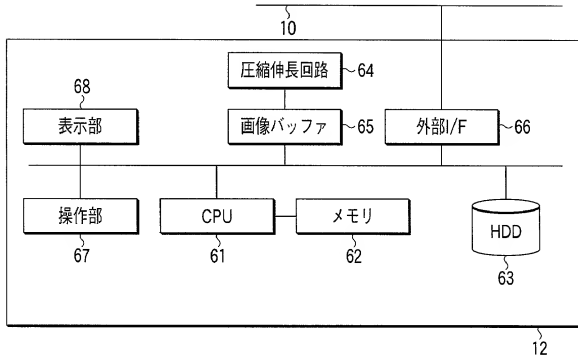 10
圧縮伸長回路
64
68
表示部
画像バッファ
65
外部I/F
66
操作部
CPU
メモリ
HDD
67
61
62
63
12